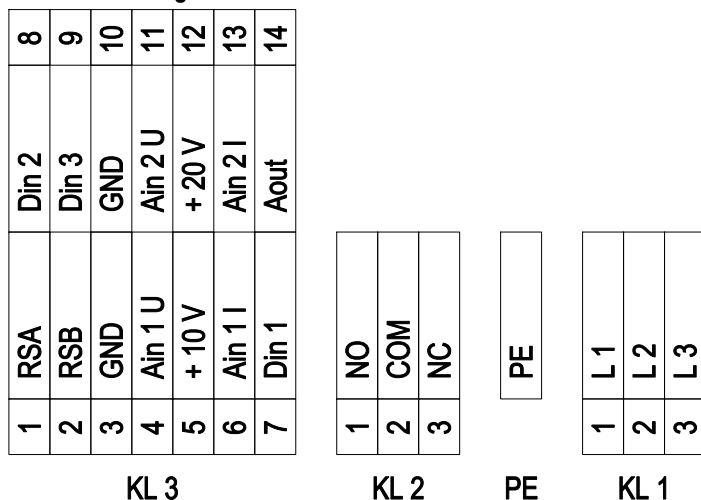 8 9 10 11 12 13 14
Din 2
Din 3
GND
Ain 2 U
+ 20 V
Ain 2 I
Aout
RSA
RSB
GND
Ain 1 U
+ 10 V
Ain 1 I
Din 1
1 2 3 4 5 6 7
NO
COM
NC
1 2 3
PE
L 1
L 2
L 3
1 2 3
KL 3 KL 2 PE KL 1